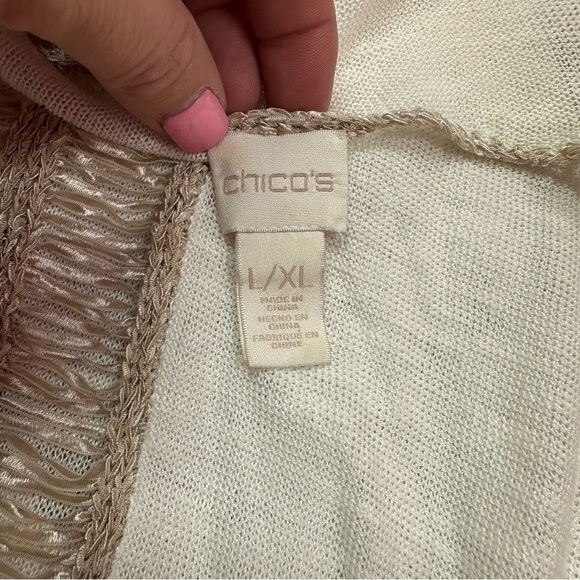 chico's
L/XL
MADE IN
CHINA
HECHO EN
CHINA
FABRIQUÉ EN
CHINE